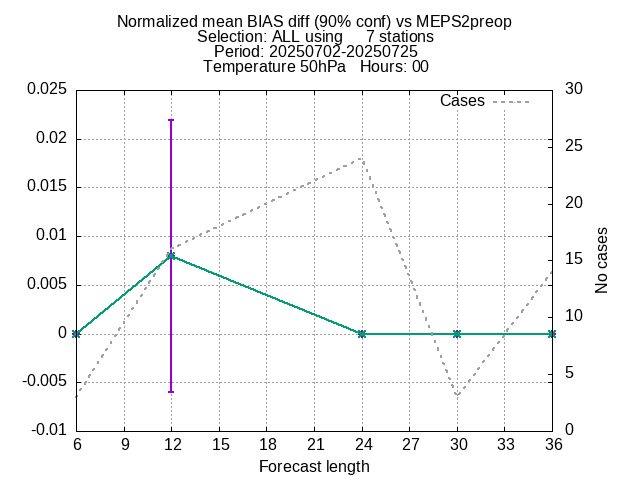 Normalized mean BIAS diff (90% conf) vs MEPS2preop
Selection: ALL using 7 stations
Period: 20250702-20250725
Temperature 50hPa Hours: 00
0.025
0.02
0.015
0.01
0.005
0
-0.005
-0.01
Cases
30
25
20
15
10
5
0
No cases
6 9 12 15 18 21 24 27 30 33 36
Forecast length